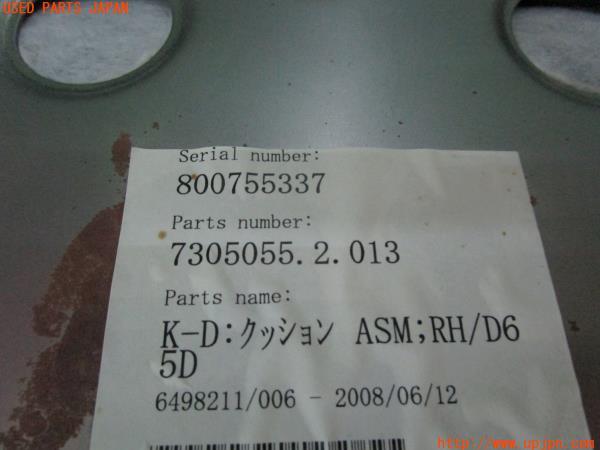 USED PARTS JAPAN
Serial number:
800755337
Parts number:
7305055.2.013
Parts name:
K-D:クッション ASM;RH/D6
5D
6498211/006 - 2008/06/12
http://www.upjgn.com/